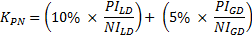 K_PN = (10% × PI_LD / NI_LD) + (5% × PI_GD / NI_GD)